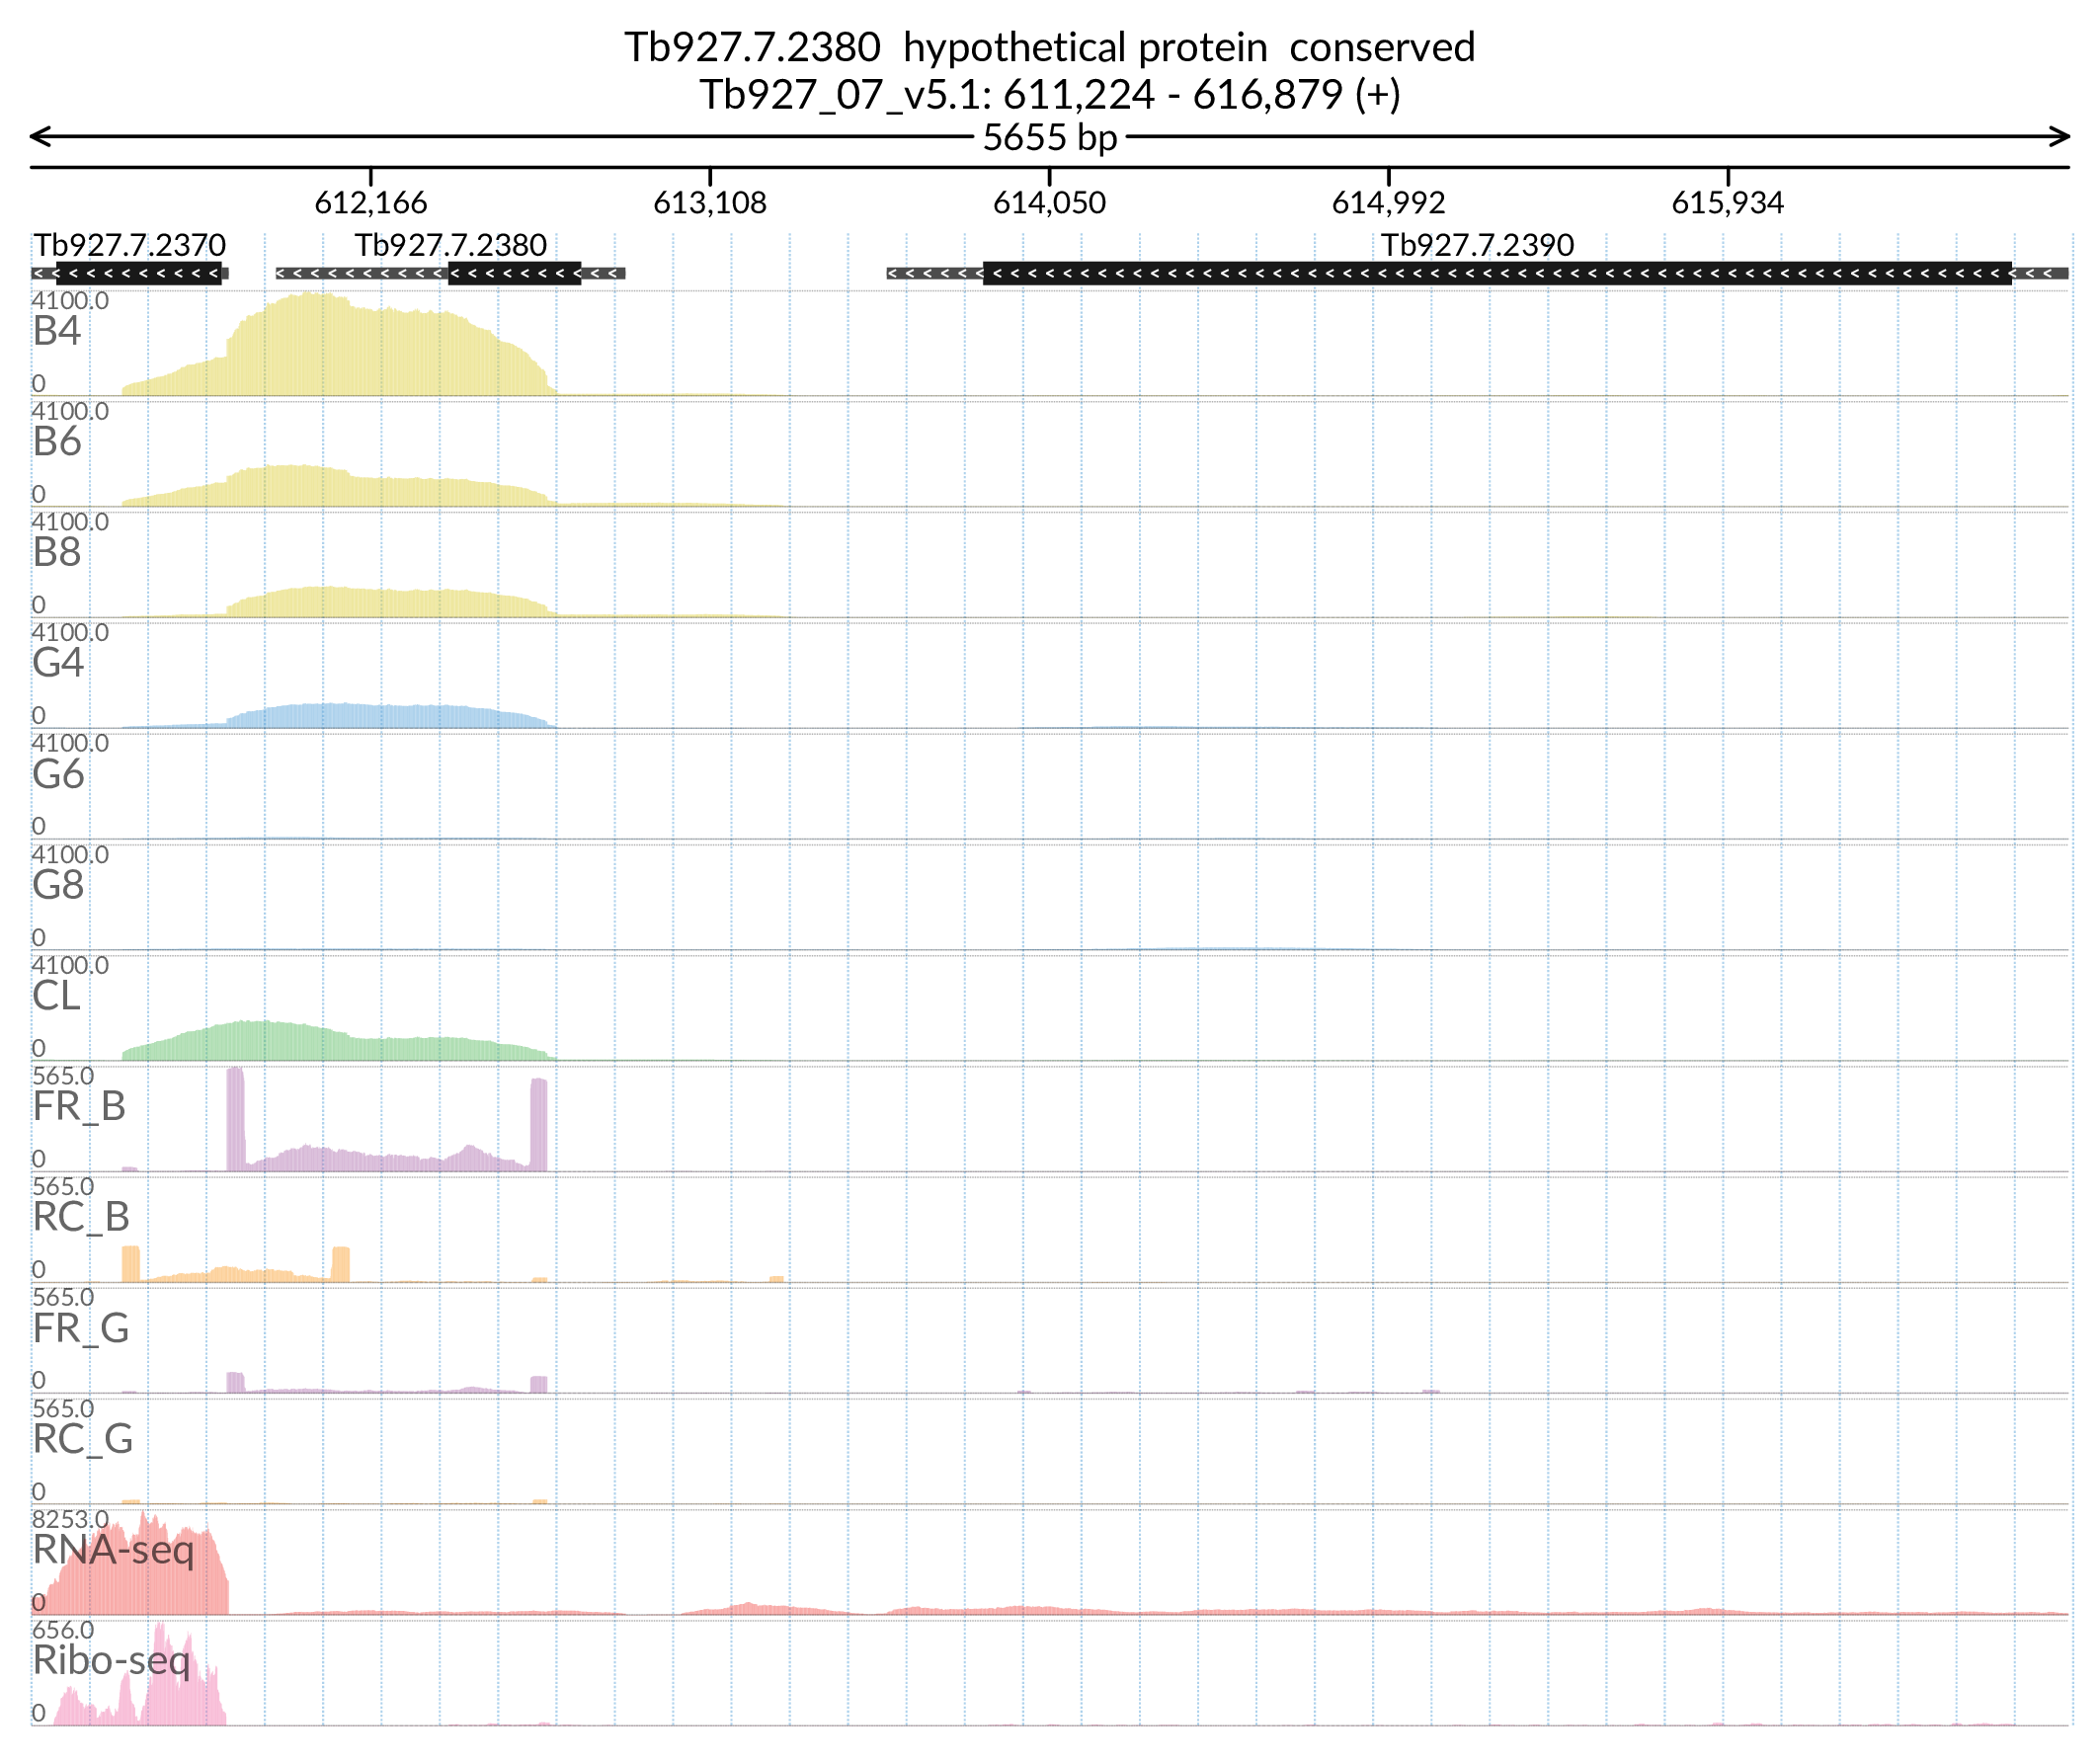 Tb927.7.2380 hypothetical protein conserved
Tb927_07_v5.1: 611,224 - 616,879 (+)
5655 bp
612,166 613,108 614,050 614,992 615,934
Tb927.7.2370 Tb927.7.2380 Tb927.7.2390
4100.0
B4
0
4100.0
B6
0
4100.0
B8
0
4100.0
G4
0
4100.0
G6
0
4100.0
G8
0
4100.0
CL
0
565.0
FR_B
0
565.0
RC_B
0
565.0
FR_G
0
565.0
RC_G
0
8253.0
RNA-seq
0
656.0
Ribo-seq
0